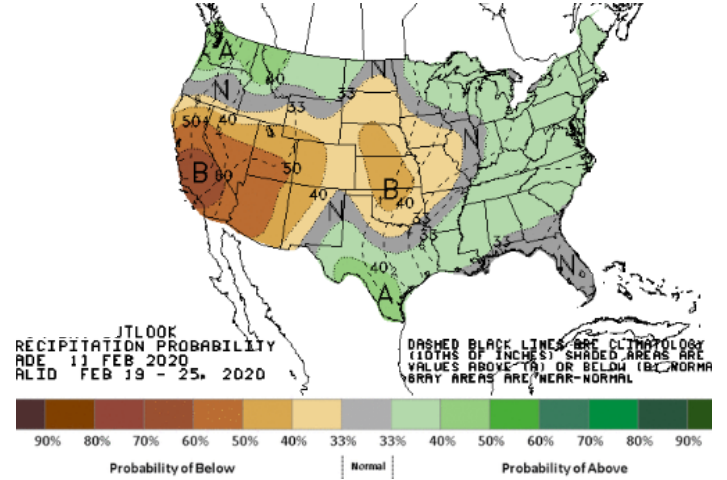 A
40
N
N
33
33
50
40
N
B
60
50
B
40
40
33
N
33
33
40
N
A
JTLOOK
RECIPITATION PROBABILITY
ADE 11 FEB 2020
ALID FEB 19 - 25, 2020
DASHED BLACK LINES ARE CLIMATOLOGY
(10THS OF INCHES) SHADED AREAS ARE
VALUES ABOVE (A) OR BELOW (B) NORMA
GRAY AREAS ARE NEAR-NORMAL
90% 80% 70% 60% 50% 40% 33% 33% 40% 50% 60% 70% 80% 90%
Probability of Below Normal Probability of Above